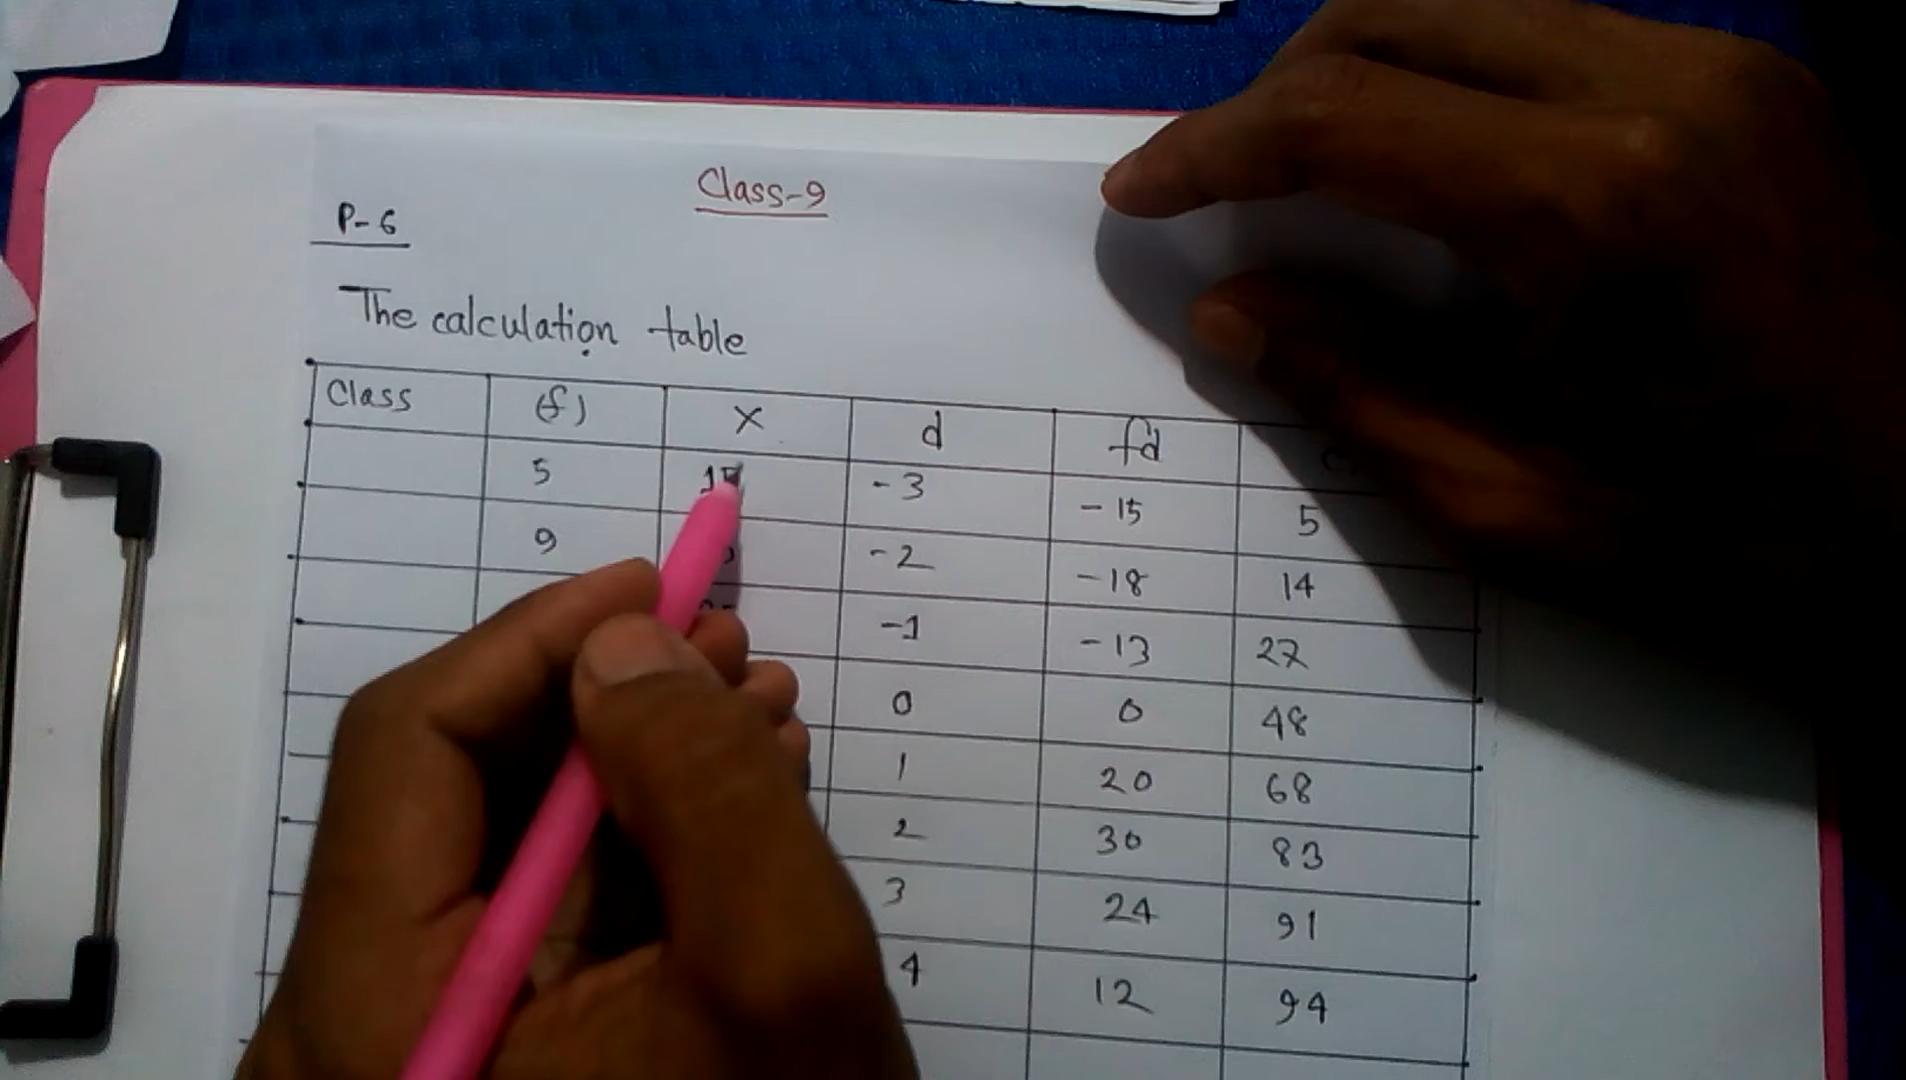 Class-9
P-6
The calculation table
Class (f) x d fd
5 15 -3 -15 5
9 -2 -18 14
-1 -13 27
0 0 48
1 20 68
2 30 83
3 24 91
4 12 94